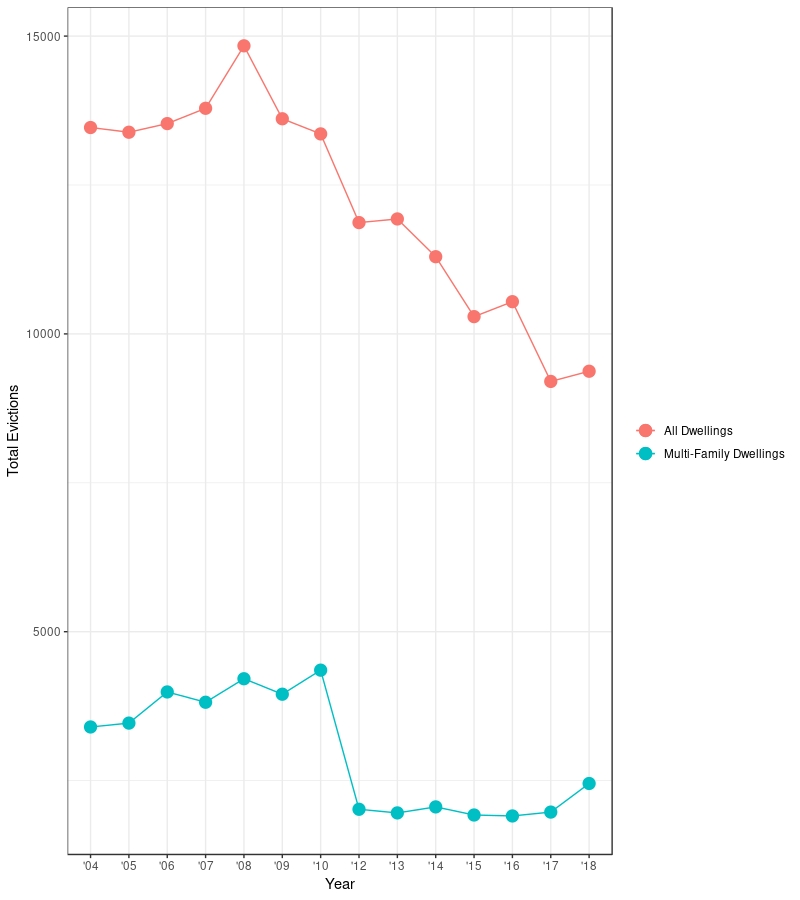 15000
10000
5000
Total Evictions
'04 '05 '06 '07 '08 '09 '10 '12 '13 '14 '15 '16 '17 '18
Year
All Dwellings
Multi-Family Dwellings